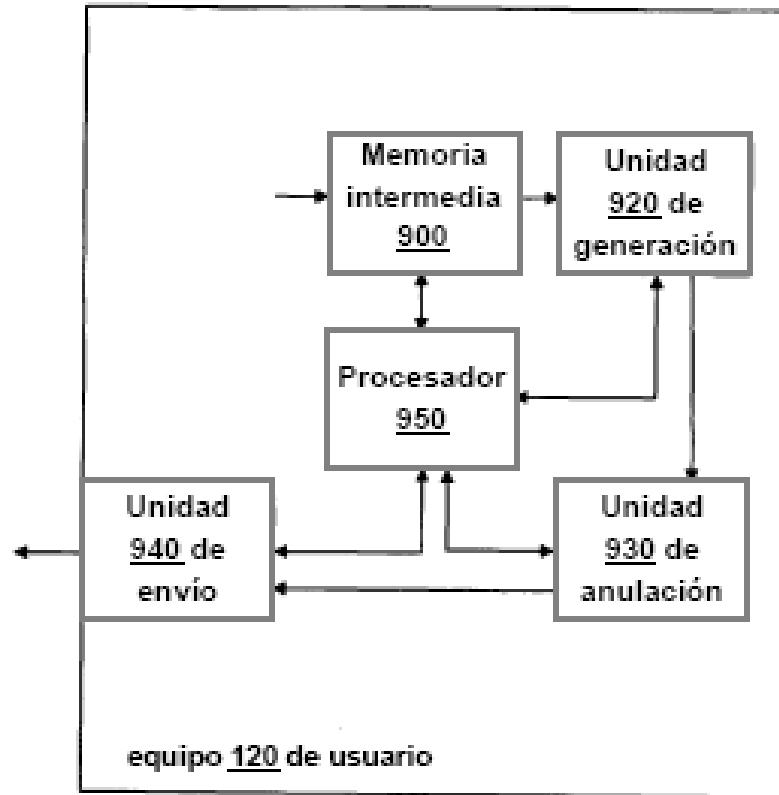 Memoria
intermedia
900
Unidad
920 de
generación
Procesador
950
Unidad
940 de
envío
Unidad
930 de
anulación
equipo 120 de usuario